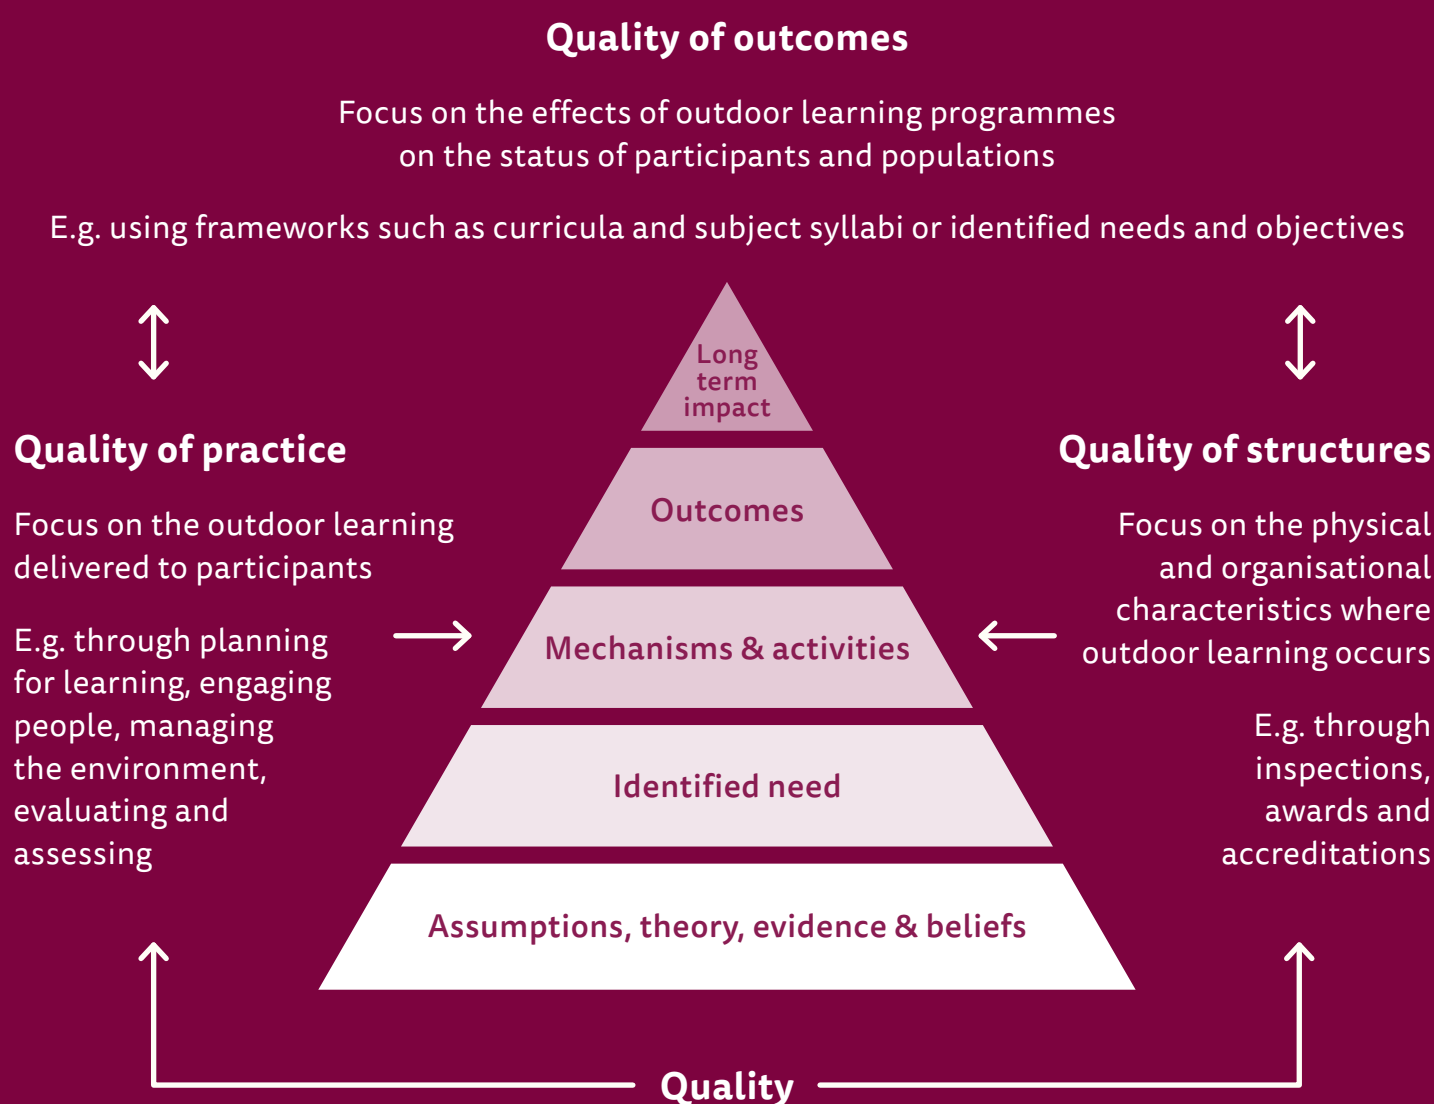 Quality of outcomes
Focus on the effects of outdoor learning programmes
on the status of participants and populations
E.g. using frameworks such as curricula and subject syllabi or identified needs and objectives
Long
term
impact
Outcomes
Mechanisms & activities
Identified need
Assumptions, theory, evidence & beliefs
Quality of practice
Focus on the outdoor learning
delivered to participants
E.g. through planning
for learning, engaging
people, managing
the environment,
evaluating and
assessing
Quality of structures
Focus on the physical
and organisational
characteristics where
outdoor learning occurs
E.g. through
inspections,
awards and
accreditations
Quality